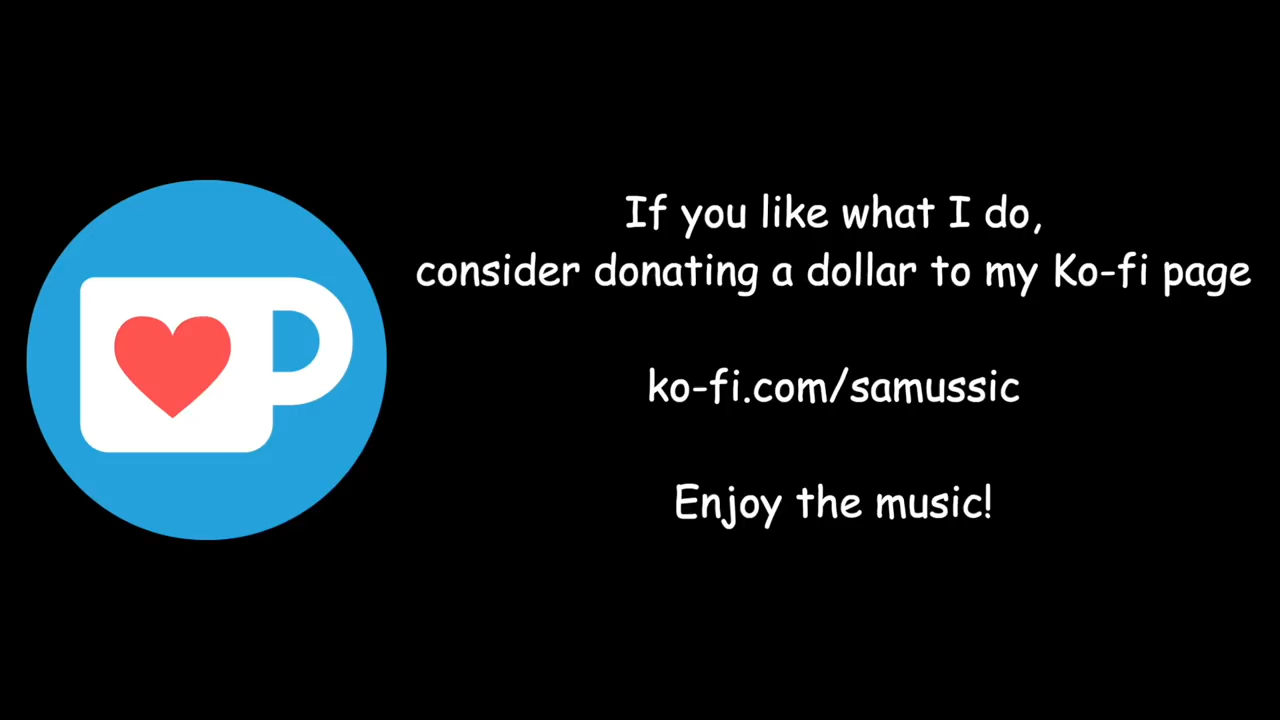 If you like what I do,
consider donating a dollar to my Ko-fi page
ko-fi.com/samussic
Enjoy the music!